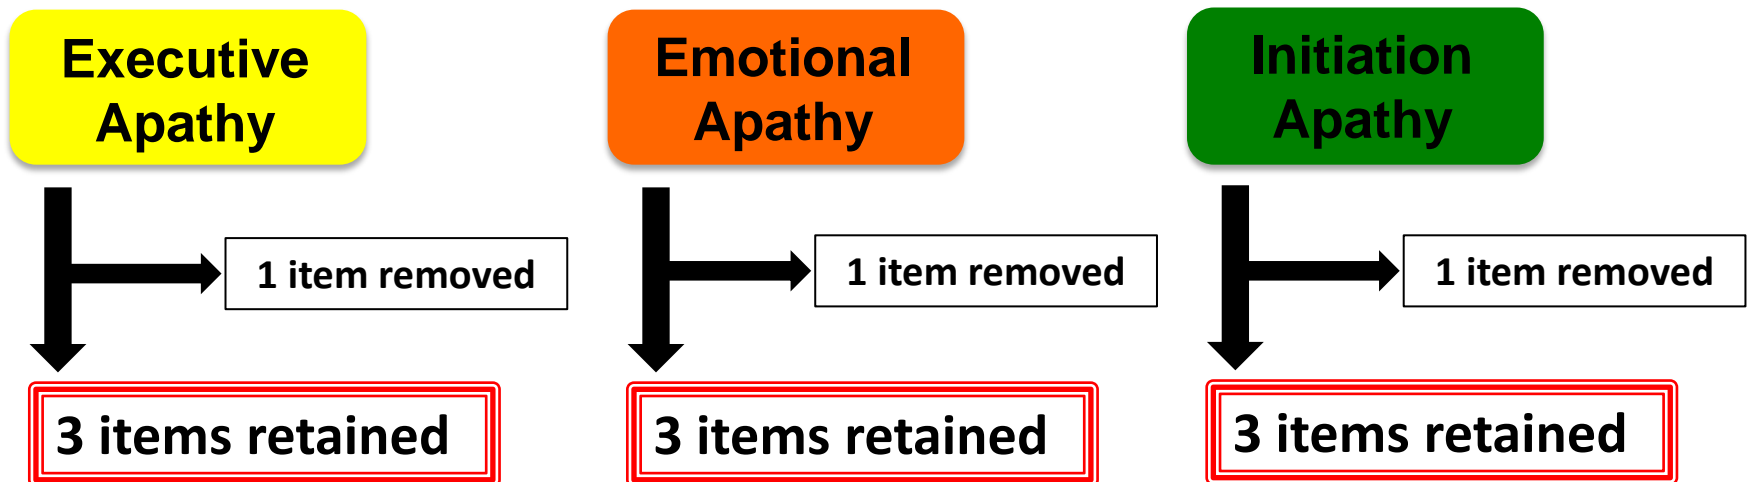 Executive
Apathy
1 item removed
3 items retained
Emotional
Apathy
1 item removed
3 items retained
Initiation
Apathy
1 item removed
3 items retained